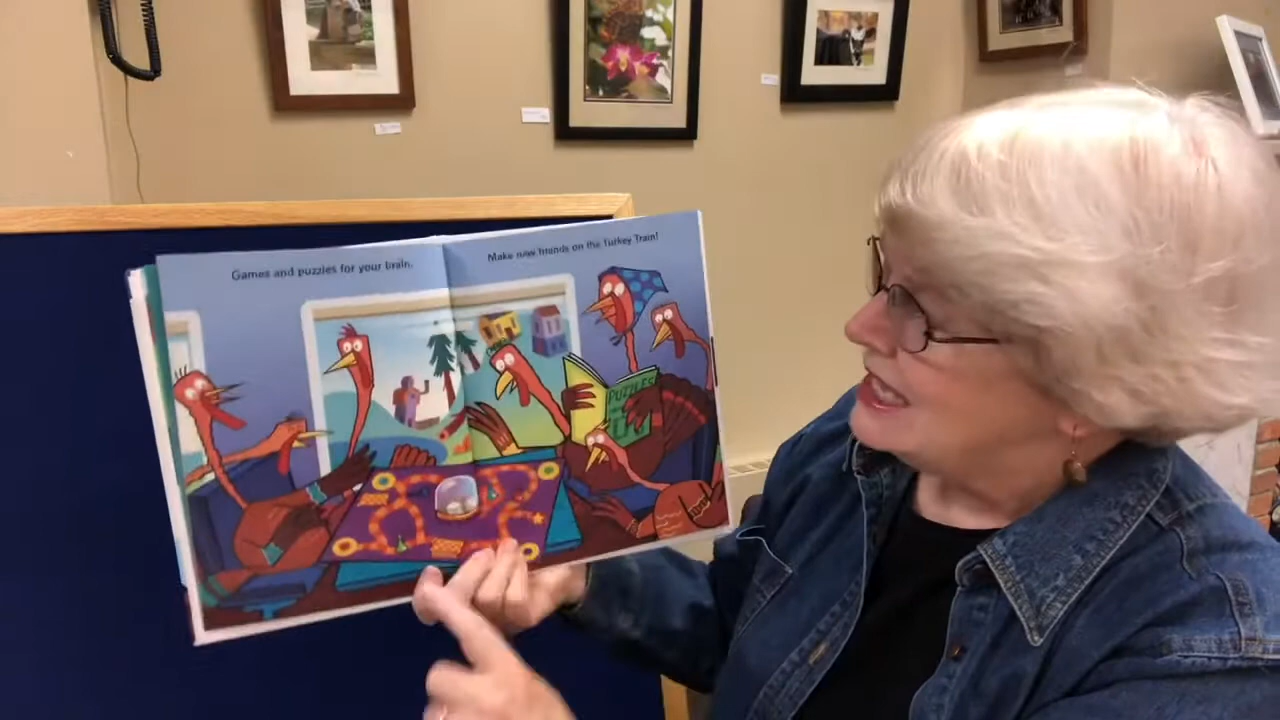 Games and puzzles for your brain.
Make new friends on the Turkey Train!
PUZZLES